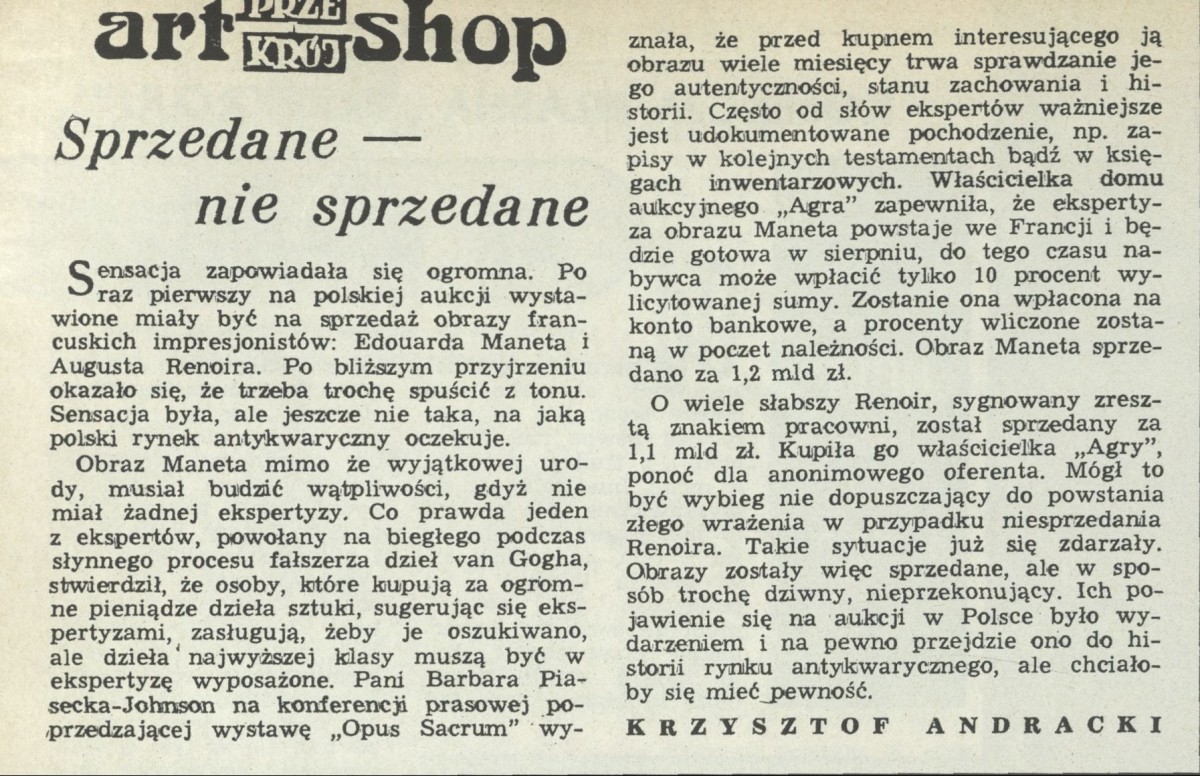 art PRZE KRÓJ shop
Sprzedane —
nie sprzedane
Sensacja zapowiadała się ogromna. Po
raz pierwszy na polskiej aukcji wysta-
wione miały być na sprzedaż obrazy fran-
cuskich impresjonistów: Edouarda Maneta i
Augusta Renoira. Po bliższym przyjrzeniu
okazało się, że trzeba trochę spuścić z tonu.
Sensacja była, ale jeszcze nie taka, na jaką
polski rynek antykwaryczny oczekuje.
Obraz Maneta mimo że wyjątkowej uro-
dy, musiał budzić wątpliwości, gdyż nie
miał żadnej ekspertyzy. Co prawda jeden
z ekspertów, powołany na biegłego podczas
słynnego procesu fałszerza dzieł van Gogha,
stwierdził, że osoby, które kupują za ogrom-
ne pieniądze dzieła sztuki, sugerując się eks-
pertyzami, zasługują, żeby je oszukiwano,
ale dzieła najwyższej klasy muszą być w
ekspertyzę wyposażone. Pani Barbara Pia-
secka-Johnson na konferencji prasowej po-
przedzającej wystawę „Opus Sacrum" wy-
znała, że przed kupnem interesującego ją
obrazu wiele miesięcy trwa sprawdzanie je-
go autentyczności, stanu zachowania i hi-
storii. Często od słów ekspertów ważniejsze
jest udokumentowane pochodzenie, np. za-
pisy w kolejnych testamentach bądź w księ-
gach inwentarzowych. Właścicielka domu
aukcyjnego „Agra" zapewniła, że eksperty-
za obrazu Maneta powstaje we Francji i bę-
dzie gotowa w sierpniu, do tego czasu na-
bywca może wpłacić tylko 10 procent wy-
licytowanej sumy. Zostanie ona wpłacona na
konto bankowe, a procenty wliczone zosta-
ną w poczet należności. Obraz Maneta sprze-
dano za 1,2 mld zł.
O wiele słabszy Renoir, sygnowany zresz-
tą znakiem pracowni, został sprzedany za
1,1 mld zł. Kupiła go właścicielka „Agry",
ponoć dla anonimowego oferenta. Mógł to
być wybieg nie dopuszczający do powstania
złego wrażenia w przypadku niesprzedania
Renoira. Takie sytuacje już się zdarzały.
Obrazy zostały więc sprzedane, ale w spo-
sób trochę dziwny, nieprzekonujący. Ich po-
jawienie się na aukcji w Polsce było wy-
darzeniem i na pewno przejdzie ono do hi-
storii rynku antykwarycznego, ale chciało-
by się mieć pewność.
KRZYSZTOF ANDRACKI